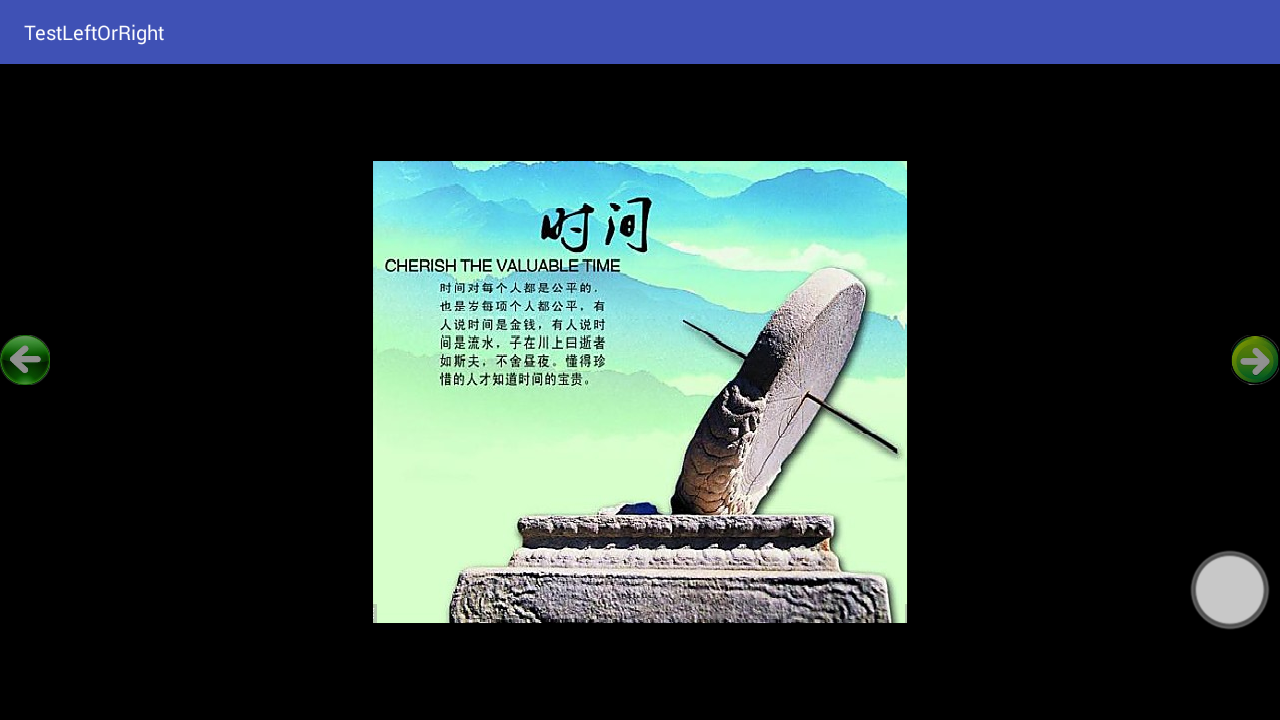 TestLeftOrRight
时间
CHERISH THE VALUABLE TIME
时间对每个人都是公平的.
也是岁每项个人都公平，有
人说时间是金钱，有人说时
间是流水，子在川上曰逝者
如斯夫，不舍昼夜。懂得珍
惜的人才知道时间的宝贵。